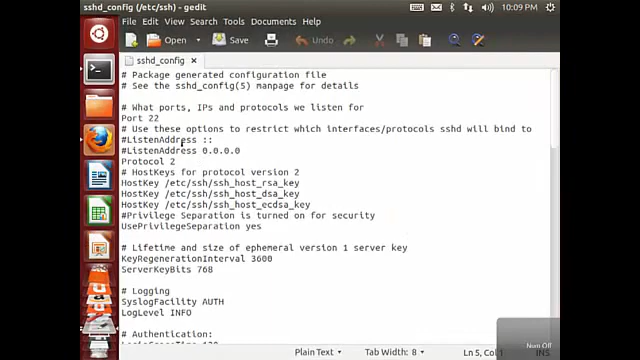 sshd_config (/etc/ssh) - gedit
10:09 PM
File Edit View Search Tools Documents Help
Open Save Undo
sshd_config ×
# Package generated configuration file
# See the sshd_config(5) manpage for details
# What ports, IPs and protocols we listen for
Port 22
# Use these options to restrict which interfaces/protocols sshd will bind to
#ListenAddress ::
#ListenAddress 0.0.0.0
Protocol 2
# HostKeys for protocol version 2
HostKey /etc/ssh/ssh_host_rsa_key
HostKey /etc/ssh/ssh_host_dsa_key
HostKey /etc/ssh/ssh_host_ecdsa_key
#Privilege Separation is turned on for security
UsePrivilegeSeparation yes
# Lifetime and size of ephemeral version 1 server key
KeyRegenerationInterval 3600
ServerKeyBits 768
# Logging
SyslogFacility AUTH
LogLevel INFO
# Authentication:
LoginGraceTime 120
Plain Text Tab Width: 8 Ln 5, Col 1 INS
Num Off